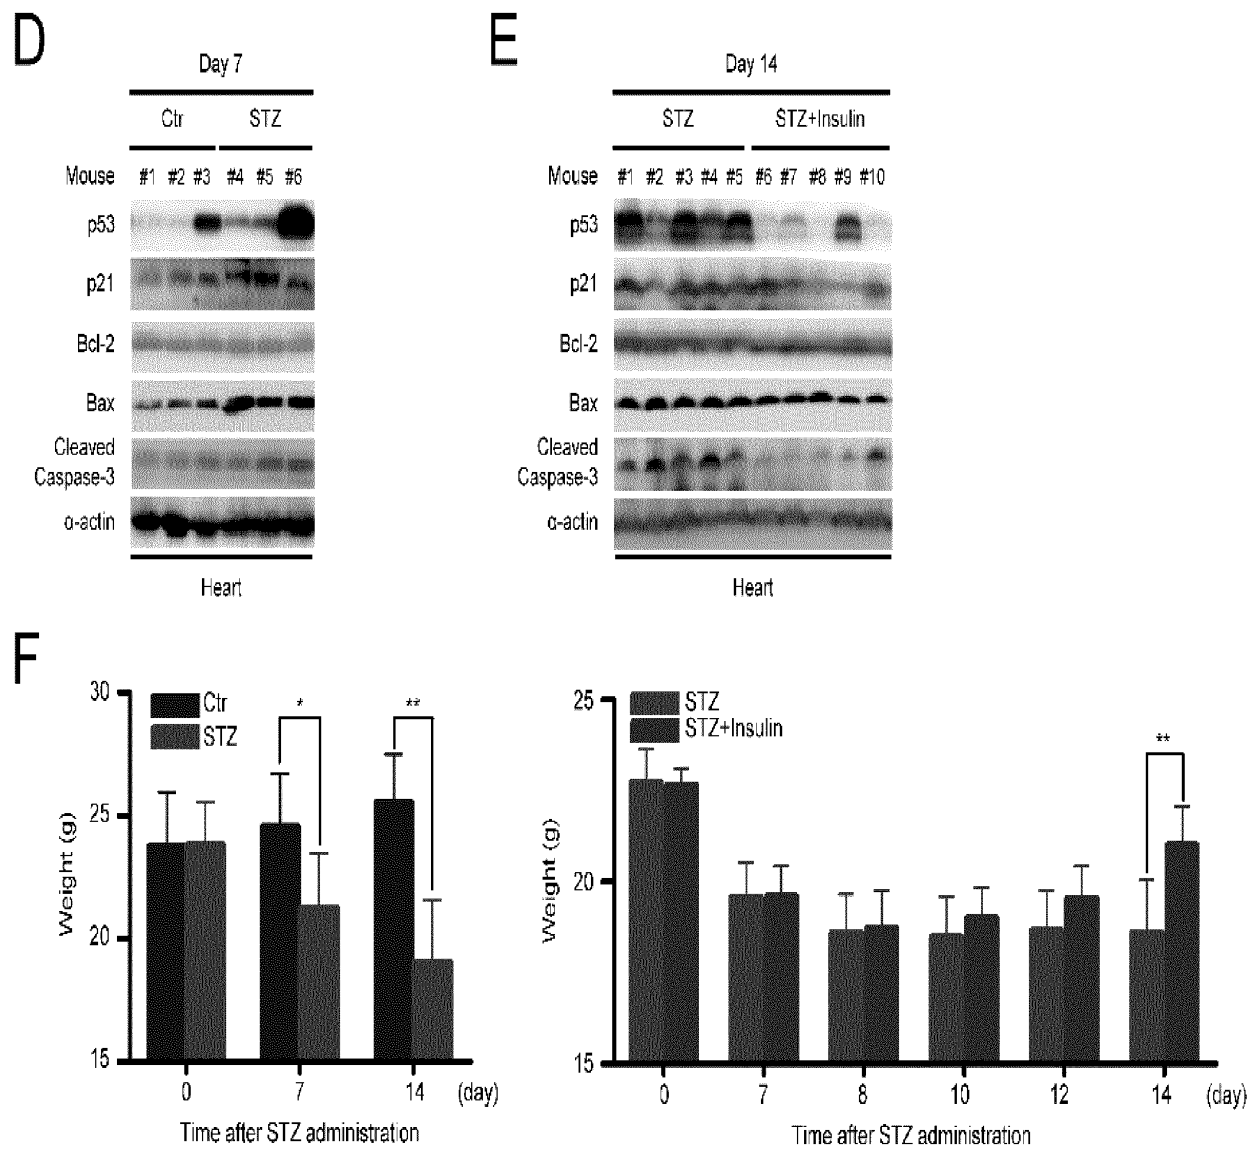 D
Day 7
Ctr STZ
Mouse #1 #2 #3 #4 #5 #6
p53
p21
Bcl-2
Bax
Cleaved
Caspase-3
α-actin
Heart
E
Day 14
STZ STZ+Insulin
Mouse #1 #2 #3 #4 #5 #6 #7 #8 #9 #10
p53
p21
Bcl-2
Bax
Cleaved
Caspase-3
α-actin
Heart
F
Weight (g)
30
25
20
15
Ctr
STZ
*
**
0 7 14 (day)
Time after STZ administration
Weight (g)
25
20
15
STZ
STZ+Insulin
**
0 7 8 10 12 14 (day)
Time after STZ administration